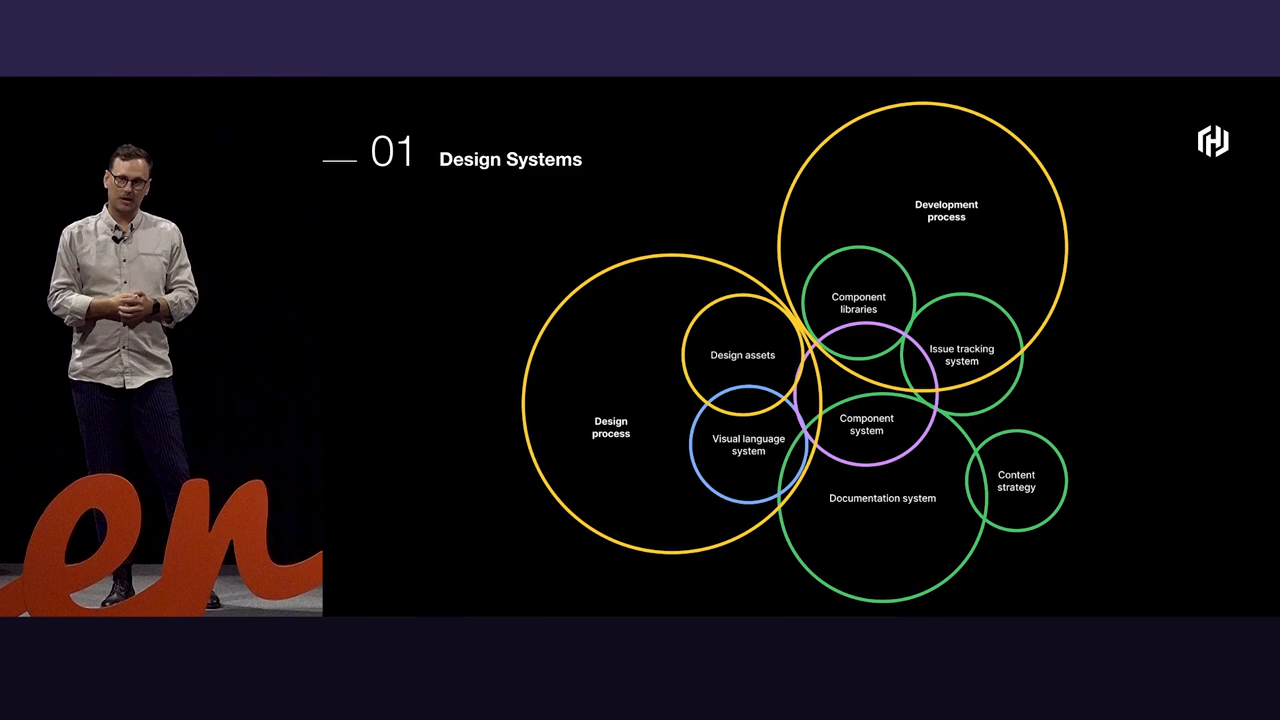 01 Design Systems
Development
process
Component
libraries
Issue tracking
system
Design assets
Design
process
Visual language
system
Component
system
Documentation system
Content
strategy
en